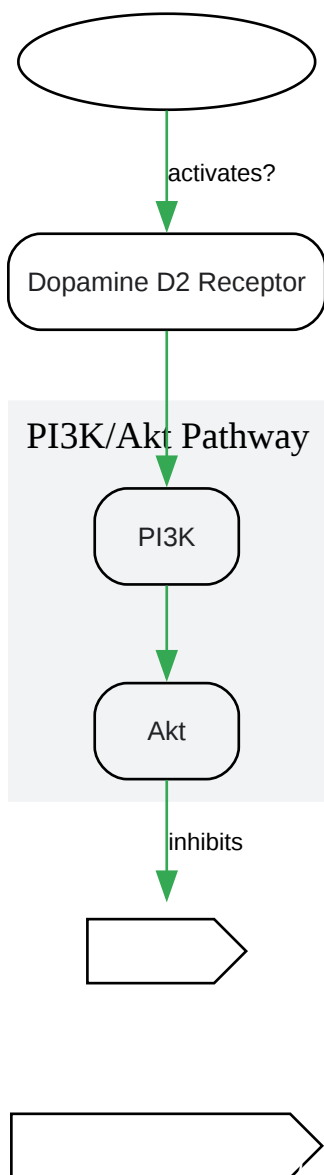 activates?
Dopamine D2 Receptor
PI3K/Akt Pathway
PI3K
Akt
inhibits